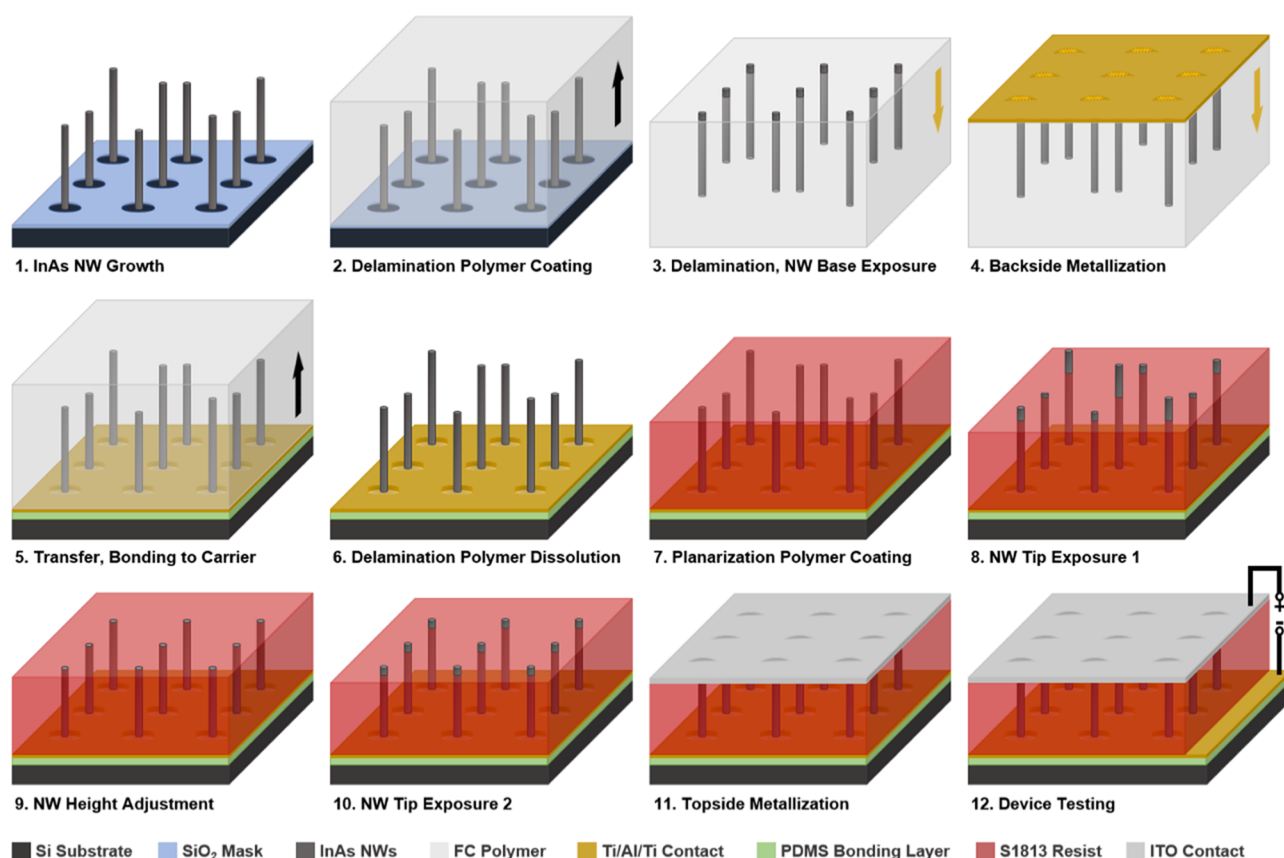 1. InAs NW Growth
2. Delamination Polymer Coating
3. Delamination, NW Base Exposure
4. Backside Metallization
5. Transfer, Bonding to Carrier
6. Delamination Polymer Dissolution
7. Planarization Polymer Coating
8. NW Tip Exposure 1
9. NW Height Adjustment
10. NW Tip Exposure 2
11. Topside Metallization
+
-
12. Device Testing
Si Substrate
SiO₂ Mask
InAs NWs
FC Polymer
Ti/Al/Ti Contact
PDMS Bonding Layer
S1813 Resist
ITO Contact